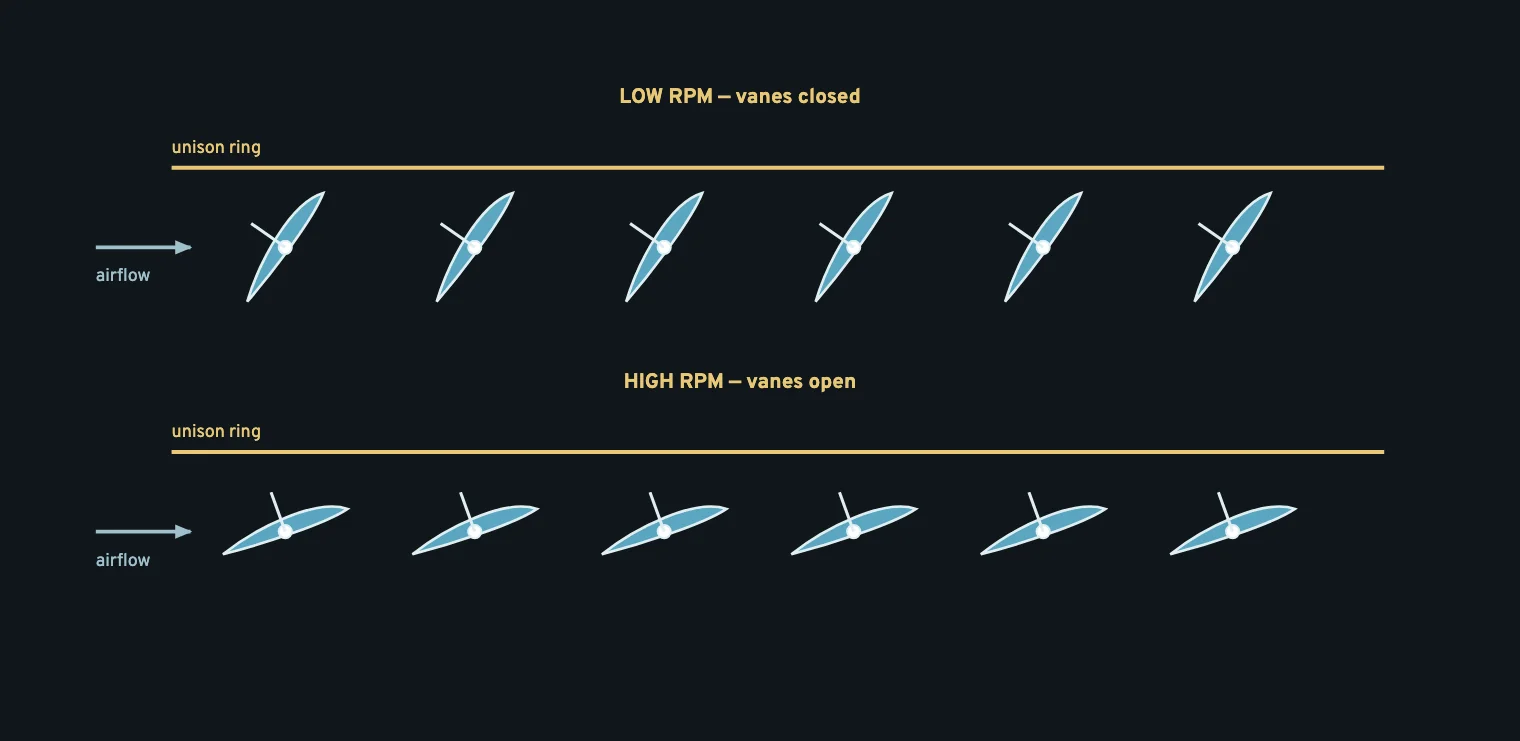 LOW RPM – vanes closed
unison ring
airflow
HIGH RPM – vanes open
unison ring
airflow